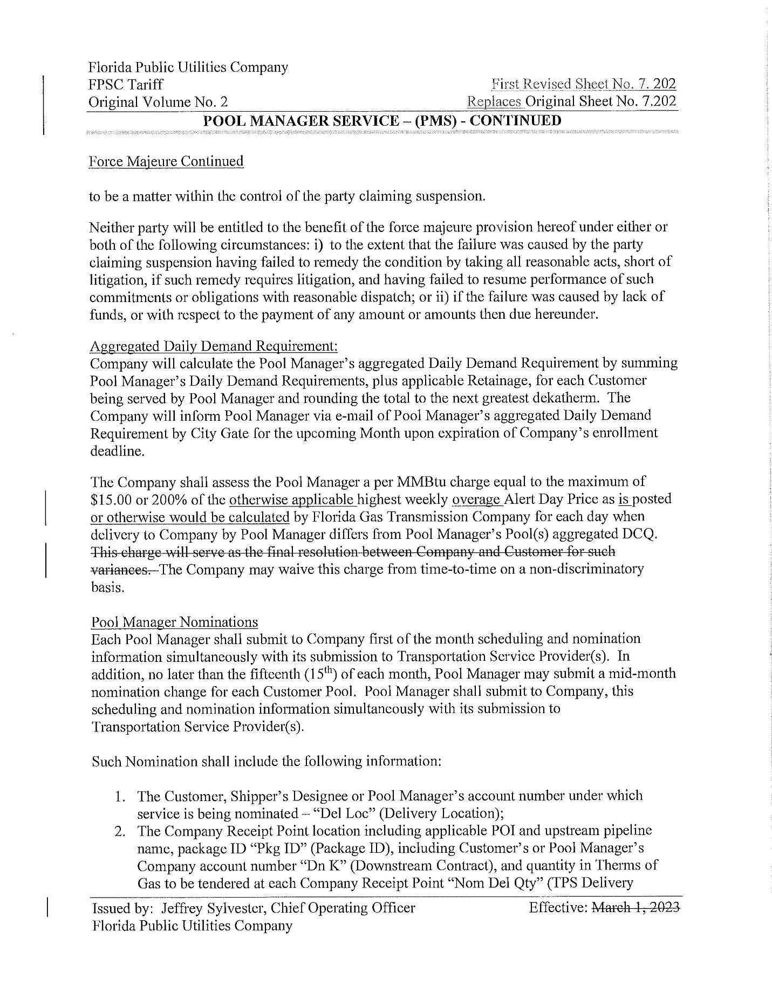 Florida Public Utilities Company
FPSC Tariff
First Revised Sheet No. 7. 202
Original Volume No. 2
Replaces Original Sheet No. 7.202
POOL MANAGER SERVICE – (PMS) - CONTINUED
Force Majeure Continued
to be a matter within the control of the party claiming suspension.
Neither party will be entitled to the benefit of the force majeure provision hereof under either or
both of the following circumstances: i) to the extent that the failure was caused by the party
claiming suspension having failed to remedy the condition by taking all reasonable acts, short of
litigation, if such remedy requires litigation, and having failed to resume performance of such
commitments or obligations with reasonable dispatch; or ii) if the failure was caused by lack of
funds, or with respect to the payment of any amount or amounts then due hereunder.
Aggregated Daily Demand Requirement:
Company will calculate the Pool Manager's aggregated Daily Demand Requirement by summing
Pool Manager's Daily Demand Requirements, plus applicable Retainage, for each Customer
being served by Pool Manager and rounding the total to the next greatest dekatherm. The
Company will inform Pool Manager via e-mail of Pool Manager's aggregated Daily Demand
Requirement by City Gate for the upcoming Month upon expiration of Company's enrollment
deadline.
The Company shall assess the Pool Manager a per MMBtu charge equal to the maximum of
$15.00 or 200% of the otherwise applicable highest weekly overage Alert Day Price as is posted
or otherwise would be calculated by Florida Gas Transmission Company for each day when
delivery to Company by Pool Manager differs from Pool Manager's Pool(s) aggregated DCQ.
This charge will serve as the final resolution between Company and Customer for such
variances. The Company may waive this charge from time-to-time on a non-discriminatory
basis.
Pool Manager Nominations
Each Pool Manager shall submit to Company first of the month scheduling and nomination
information simultaneously with its submission to Transportation Service Provider(s). In
addition, no later than the fifteenth (15th) of each month, Pool Manager may submit a mid-month
nomination change for each Customer Pool. Pool Manager shall submit to Company, this
scheduling and nomination information simultaneously with its submission to
Transportation Service Provider(s).
Such Nomination shall include the following information:
1. The Customer, Shipper's Designee or Pool Manager's account number under which
service is being nominated – "Del Loc" (Delivery Location);
2. The Company Receipt Point location including applicable POI and upstream pipeline
name, package ID "Pkg ID" (Package ID), including Customer's or Pool Manager's
Company account number "Dn K" (Downstream Contract), and quantity in Therms of
Gas to be tendered at each Company Receipt Point "Nom Del Qty" (TPS Delivery
Issued by: Jeffrey Sylvester, Chief Operating Officer
Effective: March 1, 2023
Florida Public Utilities Company